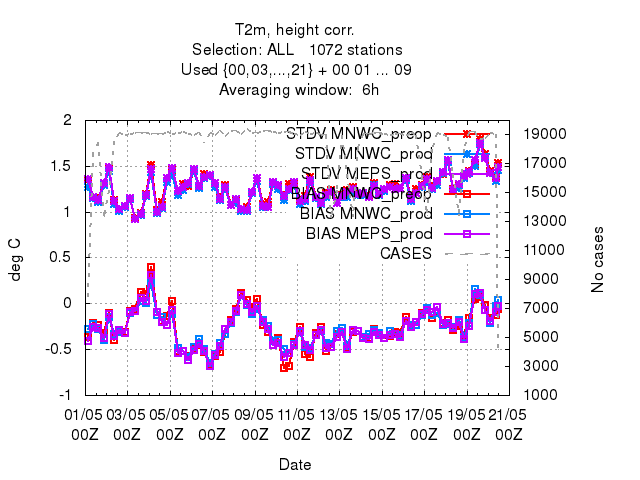 T2m, height corr.
Selection: ALL 1072 stations
Used {00,03,...,21} + 00 01 ... 09
Averaging window: 6h
2
1.5
1
0.5
0
-0.5
-1
deg C
19000
17000
15000
13000
11000
9000
7000
5000
3000
1000
No cases
STDV MNWC_preop
STDV MNWC_prod
STDV MEPS_prod
BIAS MNWC_preop
BIAS MNWC_prod
BIAS MEPS_prod
CASES
01/05 03/05 05/05 07/05 09/05 11/05 13/05 15/05 17/05 19/05 21/05
00Z 00Z 00Z 00Z 00Z 00Z 00Z 00Z 00Z 00Z 00Z
Date